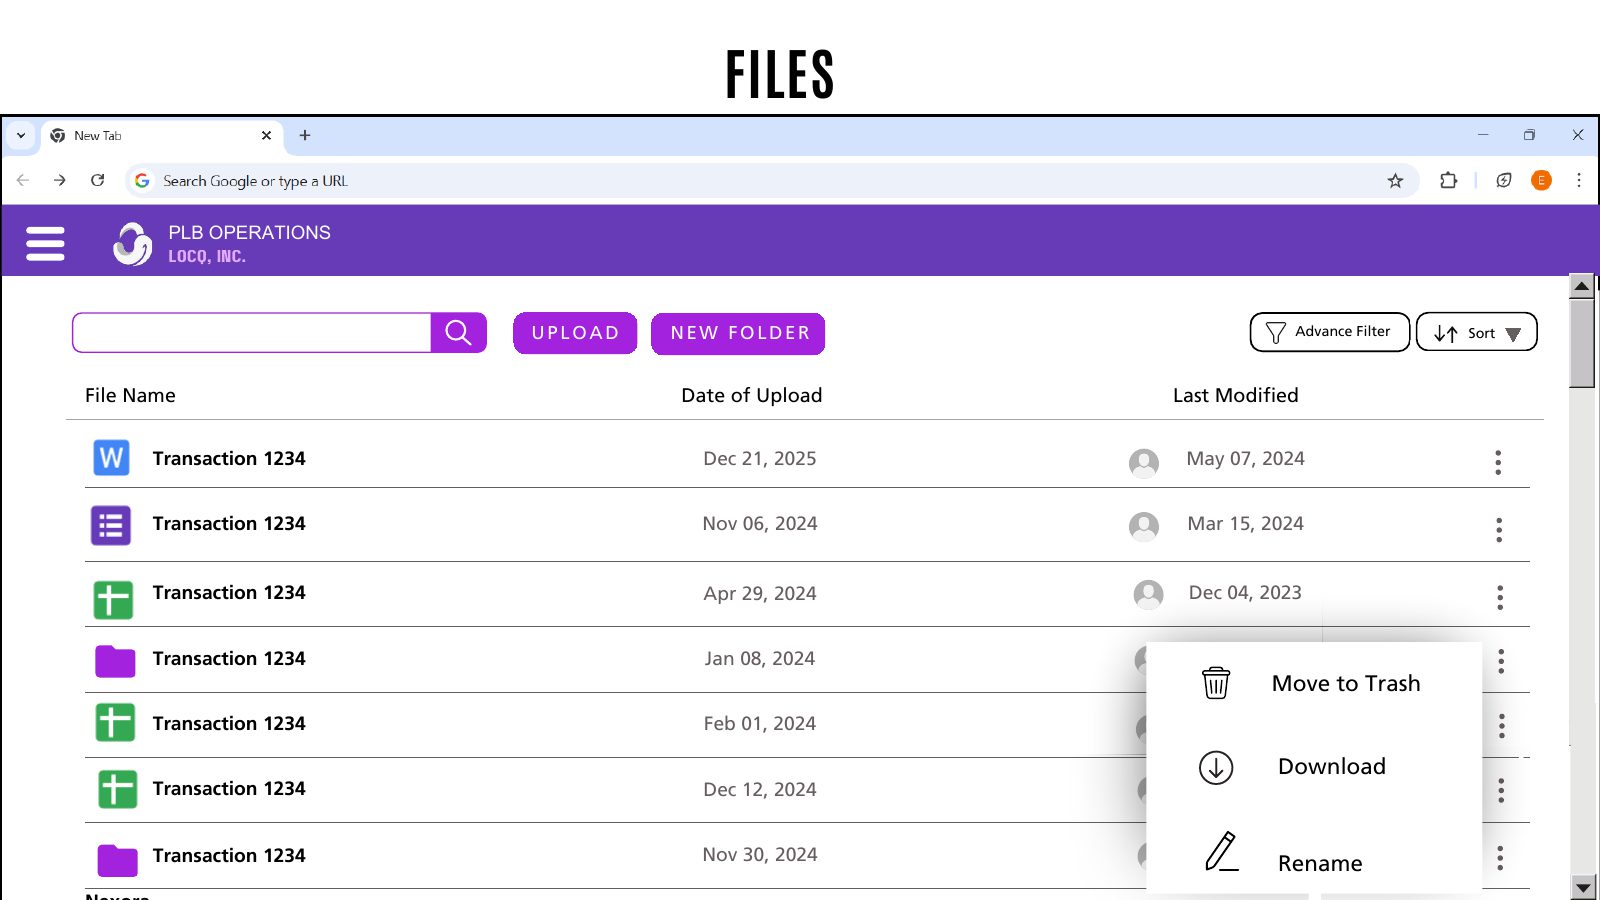 FILES
New Tab
Search Google or type a URL
E
PLB OPERATIONS
LOCQ, INC.
UPLOAD
NEW FOLDER
Advance Filter
Sort
File Name
Date of Upload
Last Modified
W
Transaction 1234
Dec 21, 2025
May 07, 2024
Transaction 1234
Nov 06, 2024
Mar 15, 2024
Transaction 1234
Apr 29, 2024
Dec 04, 2023
Transaction 1234
Jan 08, 2024
Move to Trash
Transaction 1234
Feb 01, 2024
Download
Transaction 1234
Dec 12, 2024
Transaction 1234
Nov 30, 2024
Rename